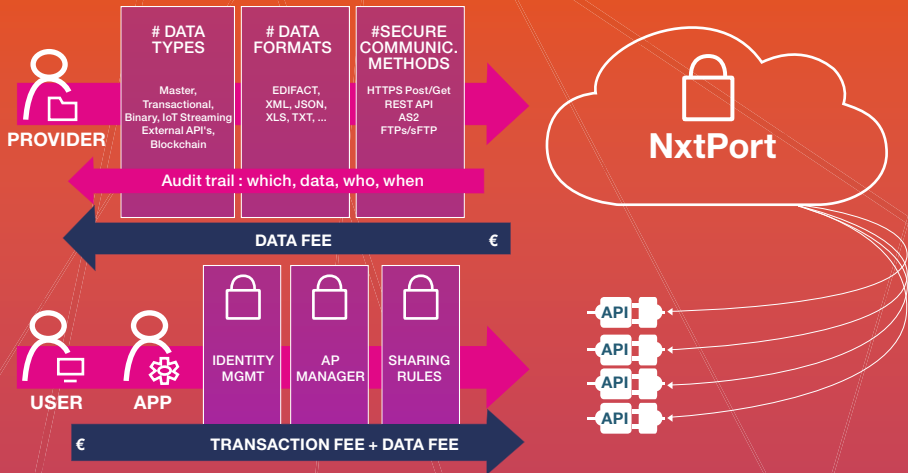 # DATA
TYPES
Master,
Transactional,
Binary, IoT Streaming
External API's,
Blockchain
# DATA
FORMATS
EDIFACT,
XML, JSON,
XLS, TXT, ...
#SECURE
COMMUNIC.
METHODS
HTTPS Post/Get
REST API
AS2
FTPs/sFTP
PROVIDER
NxtPort
Audit trail : which, data, who, when
DATA FEE
€
IDENTITY
MGMT
AP
MANAGER
SHARING
RULES
USER
APP
API
API
API
API
€
TRANSACTION FEE + DATA FEE